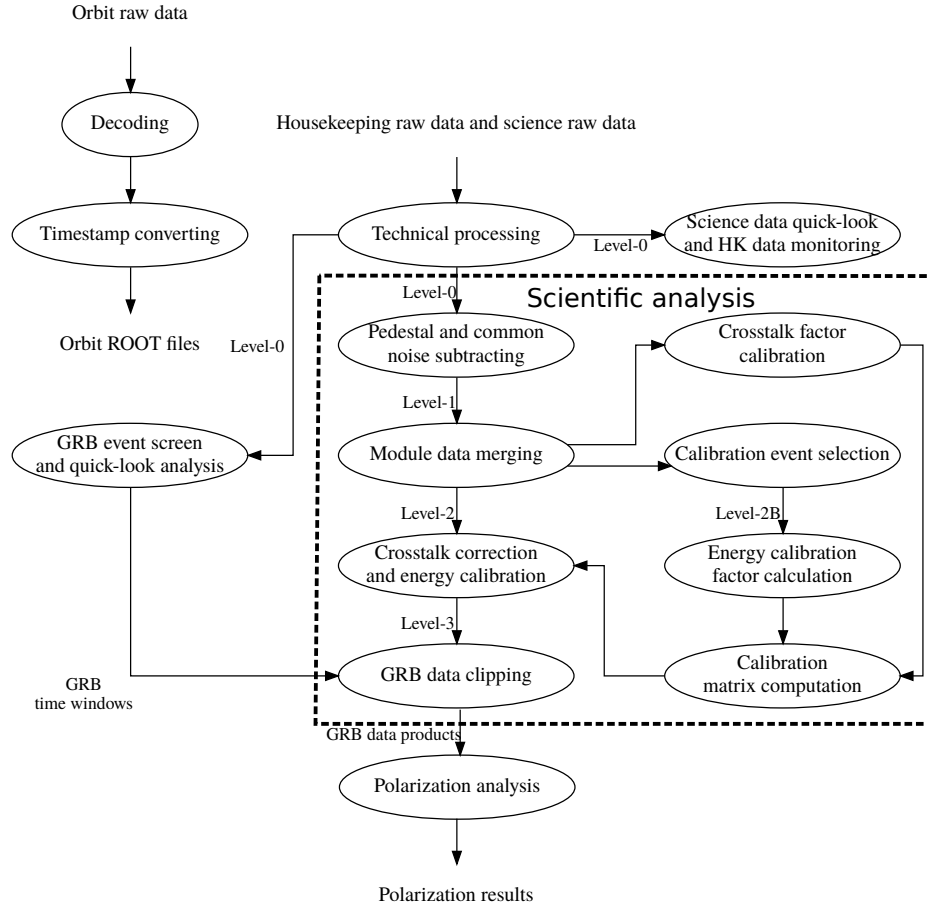 Orbit raw data
Decoding
Housekeeping raw data and science raw data
Timestamp converting
Technical processing
Science data quick-look
and HK data monitoring
Level-0
Level-0
Scientific analysis
Orbit ROOT files
Level-0
Pedestal and common
noise subtracting
Crosstalk factor
calibration
Level-1
GRB event screen
and quick-look analysis
Module data merging
Calibration event selection
Level-2
Level-2B
Crosstalk correction
and energy calibration
Energy calibration
factor calculation
Level-3
GRB
time windows
GRB data clipping
Calibration
matrix computation
GRB data products
Polarization analysis
Polarization results